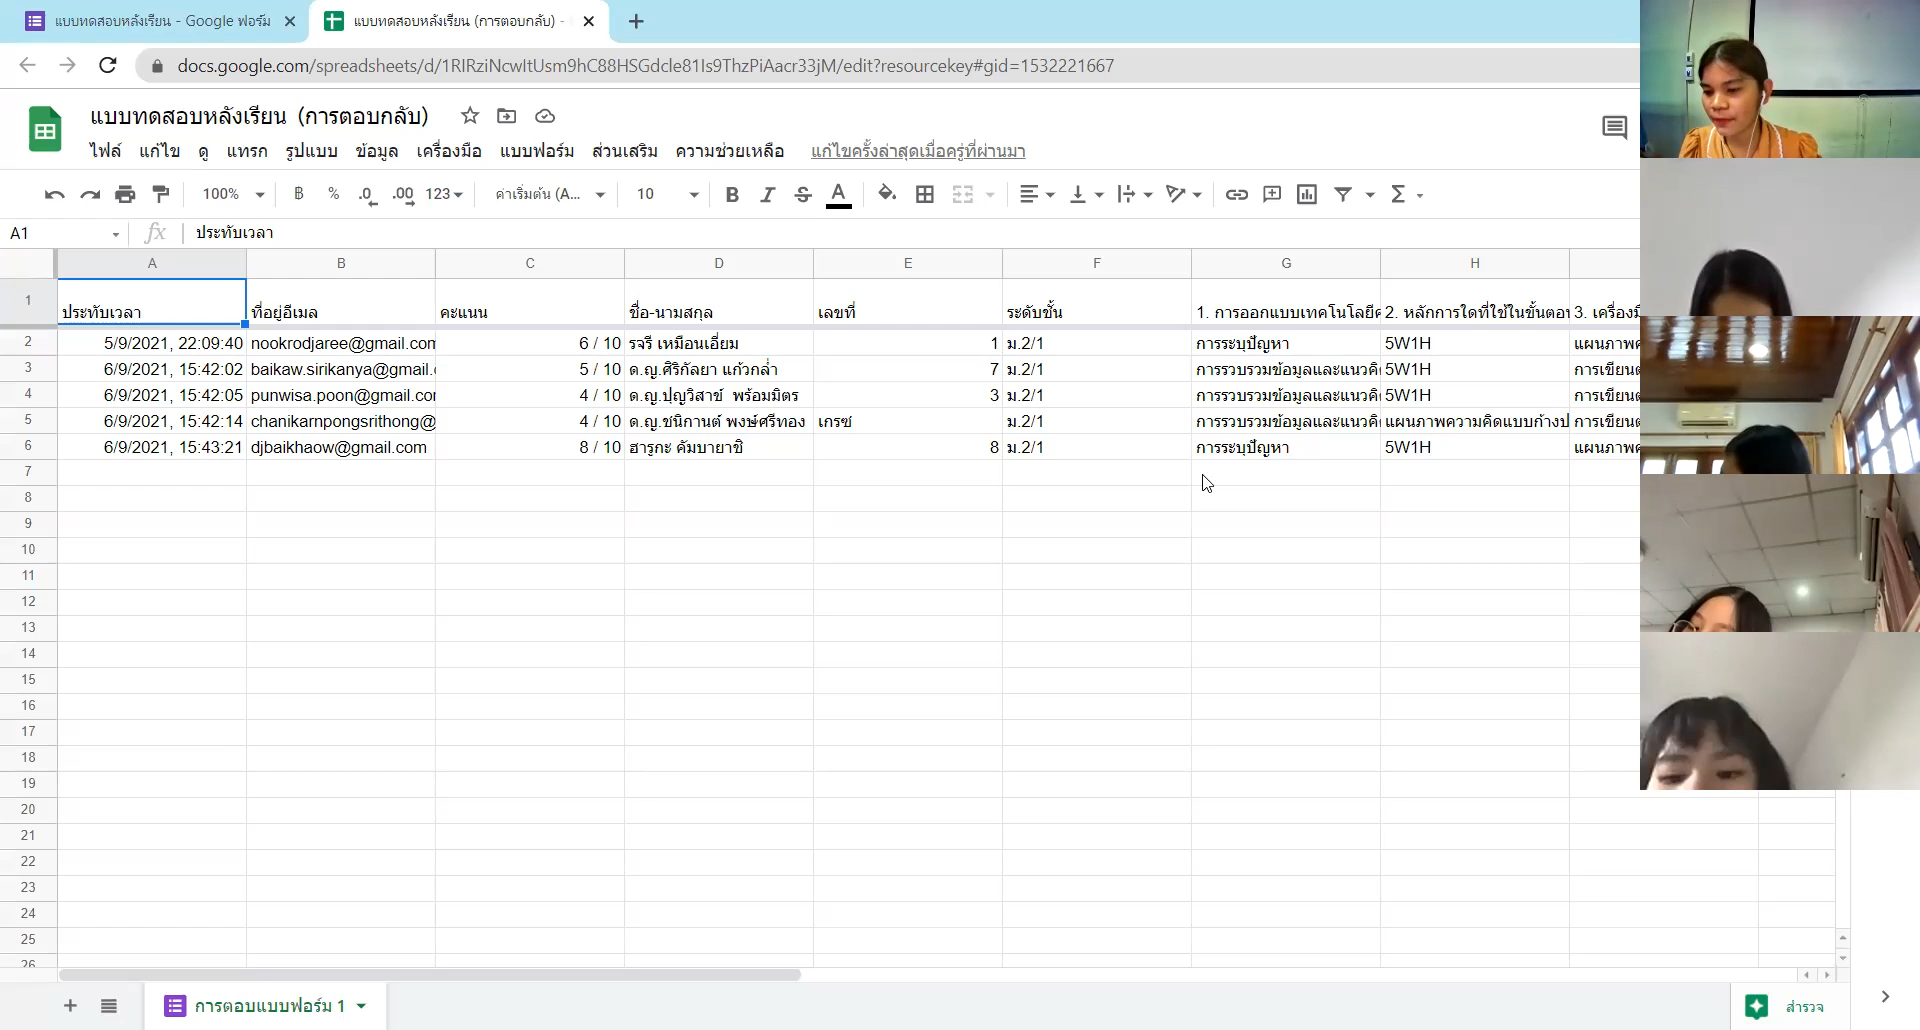 แบบทดสอบหลังเรียน - Google ฟอร์ม
แบบทดสอบหลังเรียน (การตอบกลับ) -
docs.google.com/spreadsheets/d/1RIRziNcwItUsm9hC88HSGdcle81Is9ThzPiAacr33jM/edit?resourcekey#gid=1532221667
แบบทดสอบหลังเรียน (การตอบกลับ)
ไฟล์ แก้ไข ดู แทรก รูปแบบ ข้อมูล เครื่องมือ แบบฟอร์ม ส่วนเสริม ความช่วยเหลือ แก้ไขครั้งล่าสุดเมื่อครู่ที่ผ่านมา
100% ฿ % .0 .00 123 ค่าเริ่มต้น (A... 10 B I S A Σ
A1 fx ประทับเวลา
A B C D E F G H
1 ประทับเวลา ที่อยู่อีเมล คะแนน ชื่อ-นามสกุล เลขที่ ระดับชั้น 1. การออกแบบเทคโนโลยี 2. หลักการใดที่ใช้ในขั้นตอน 3. เครื่องมื
2 5/9/2021, 22:09:40 nookrodjaree@gmail.com 6 / 10 รจรี เหมือนเอี่ยม 1 ม.2/1 การระบุปัญหา 5W1H แผนภาพ
3 6/9/2021, 15:42:02 baikaw.sirikanya@gmail. 5 / 10 ด.ญ.ศิริกัลยา แก้วกล่ำ 7 ม.2/1 การรวบรวมข้อมูลและแนวคิ 5W1H การเขียน
4 6/9/2021, 15:42:05 punwisa.poon@gmail.co 4 / 10 ด.ญ.ปุญวิสาข์ พร้อมมิตร 3 ม.2/1 การรวบรวมข้อมูลและแนวคิ 5W1H การเขียน
5 6/9/2021, 15:42:14 chanikarnpongsrithong@ 4 / 10 ด.ญ.ชนิกานต์ พงษ์ศรีทอง เกรซ์ ม.2/1 การรวบรวมข้อมูลและแนวคิ แผนภาพความคิดแบบก้างป การเขียน
6 6/9/2021, 15:43:21 djbaikhaow@gmail.com 8 / 10 ฮารูกะ คัมบายาชิ 8 ม.2/1 การระบุปัญหา 5W1H แผนภาพ
7
8
9
10
11
12
13
14
15
16
17
18
19
20
21
22
23
24
25
26
การตอบแบบฟอร์ม 1
สำรวจ